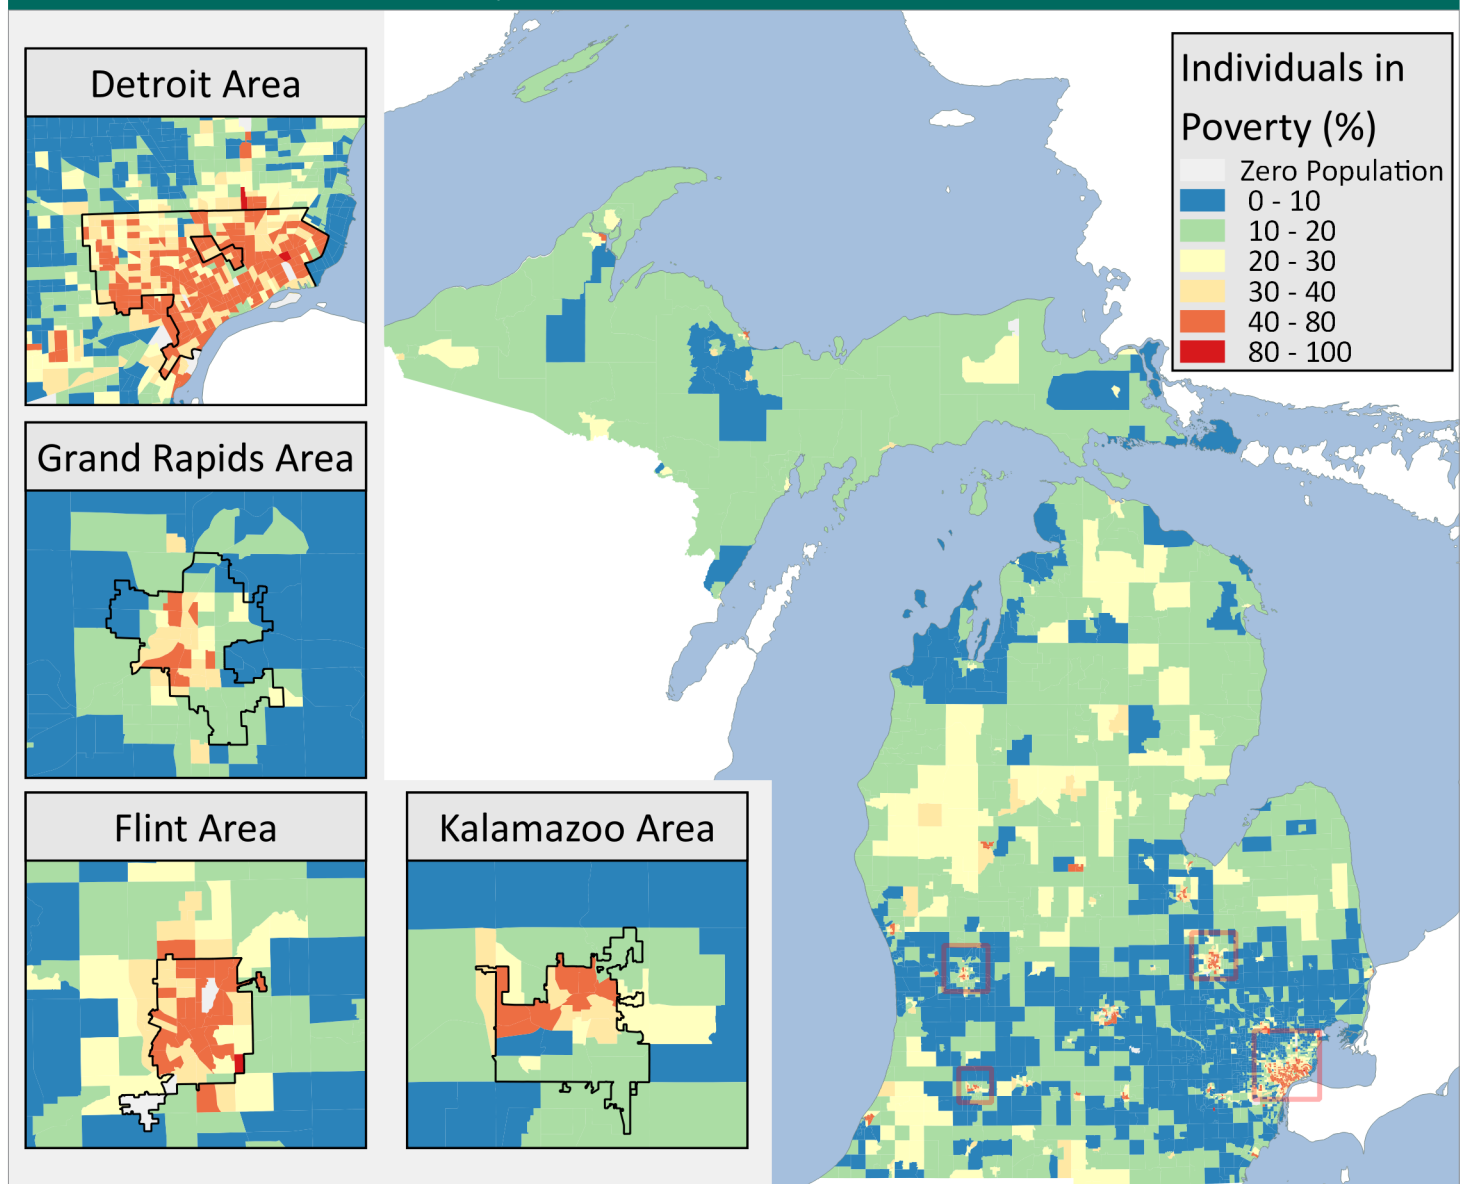 Detroit Area
Grand Rapids Area
Flint Area
Kalamazoo Area
Individuals in
Poverty (%)
Zero Population
0 - 10
10 - 20
20 - 30
30 - 40
40 - 80
80 - 100